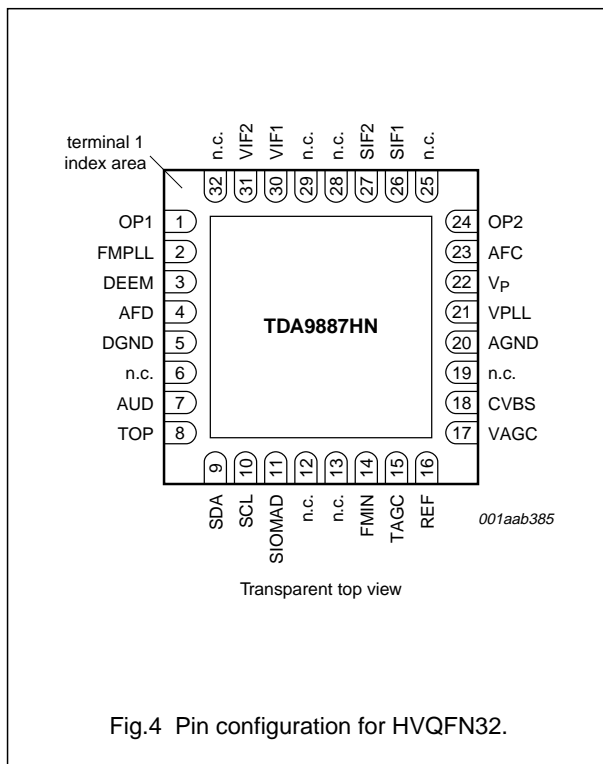 terminal 1
index area
n.c.
VIF2
VIF1
n.c.
n.c.
SIF2
SIF1
n.c.
32
31
30
29
28
27
26
25
OP1 1
FMPLL 2
DEEM 3
AFD 4
DGND 5
n.c. 6
AUD 7
TOP 8
TDA9887HN
24 OP2
23 AFC
22 VP
21 VPLL
20 AGND
19 n.c.
18 CVBS
17 VAGC
9
10
11
12
13
14
15
16
SDA
SCL
SIOMAD
n.c.
n.c.
FMIN
TAGC
REF
001aab385
Transparent top view
Fig.4 Pin configuration for HVQFN32.